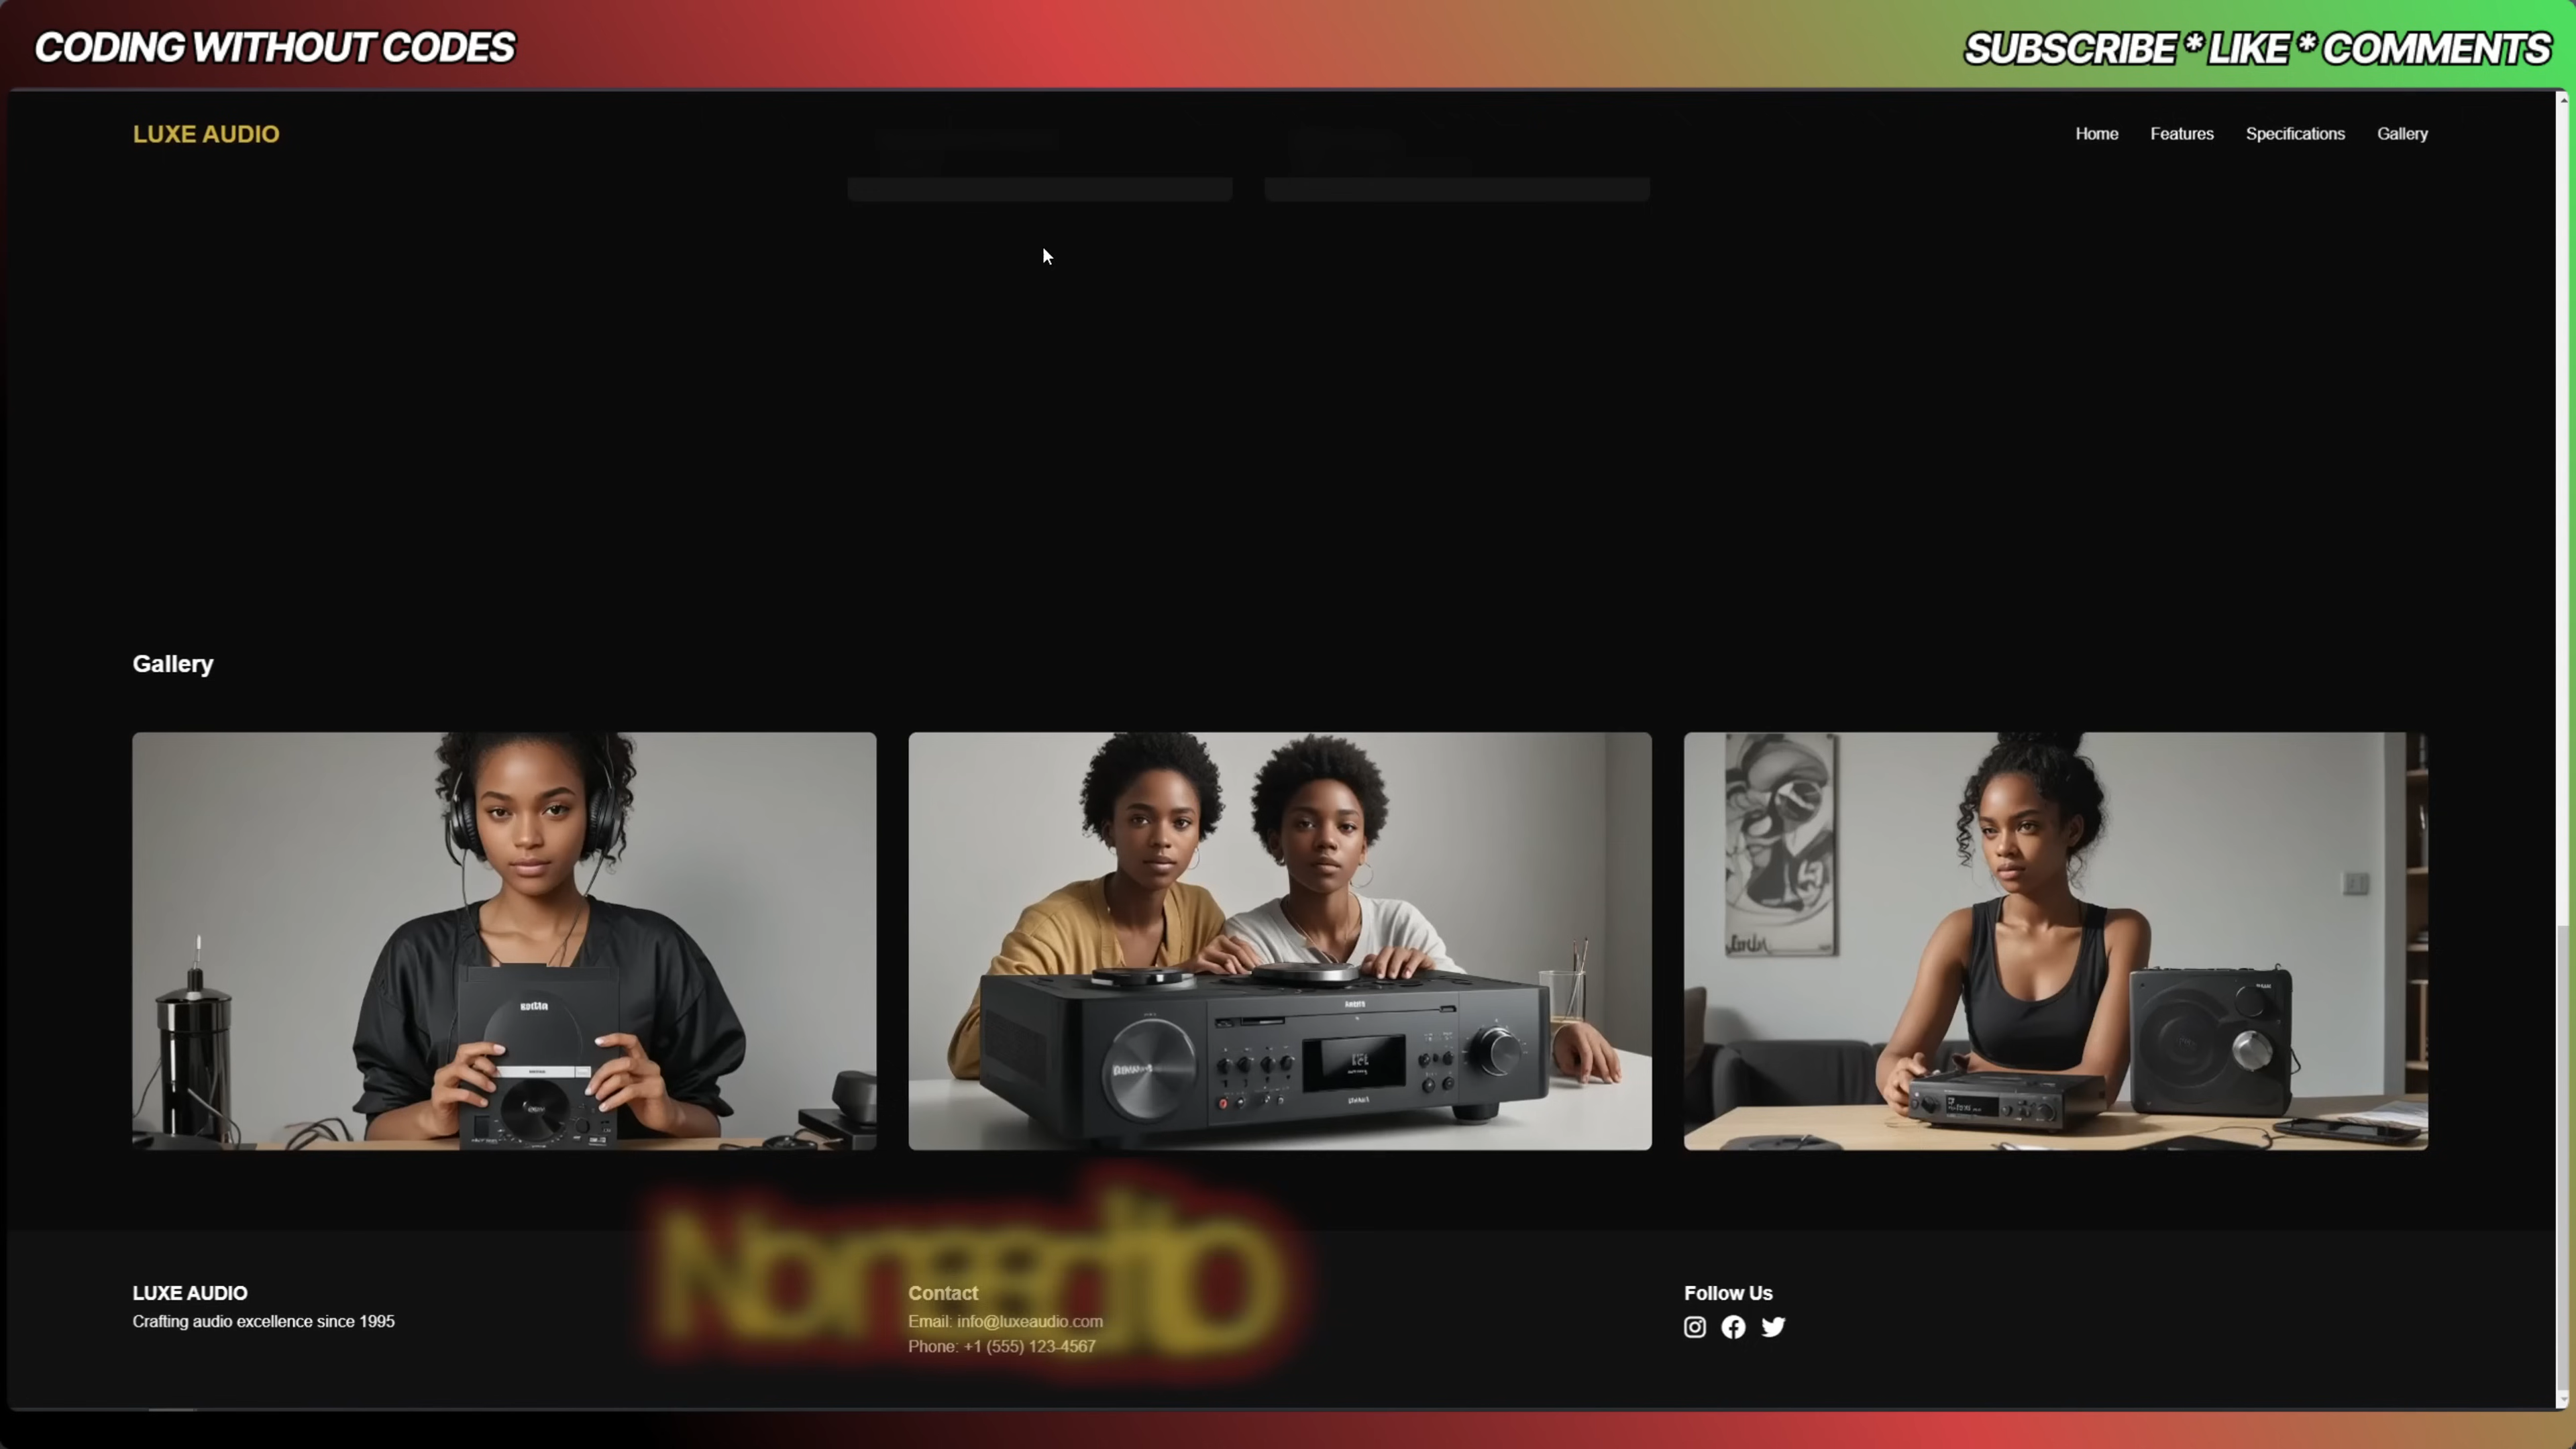 CODING WITHOUT CODES
SUBSCRIBE * LIKE * COMMENTS
LUXE AUDIO
Home
Features
Specifications
Gallery
Gallery
LUXE AUDIO
Crafting audio excellence since 1995
Contact
Email: info@luxeaudio.com
Phone: +1 (555) 123-4567
Follow Us